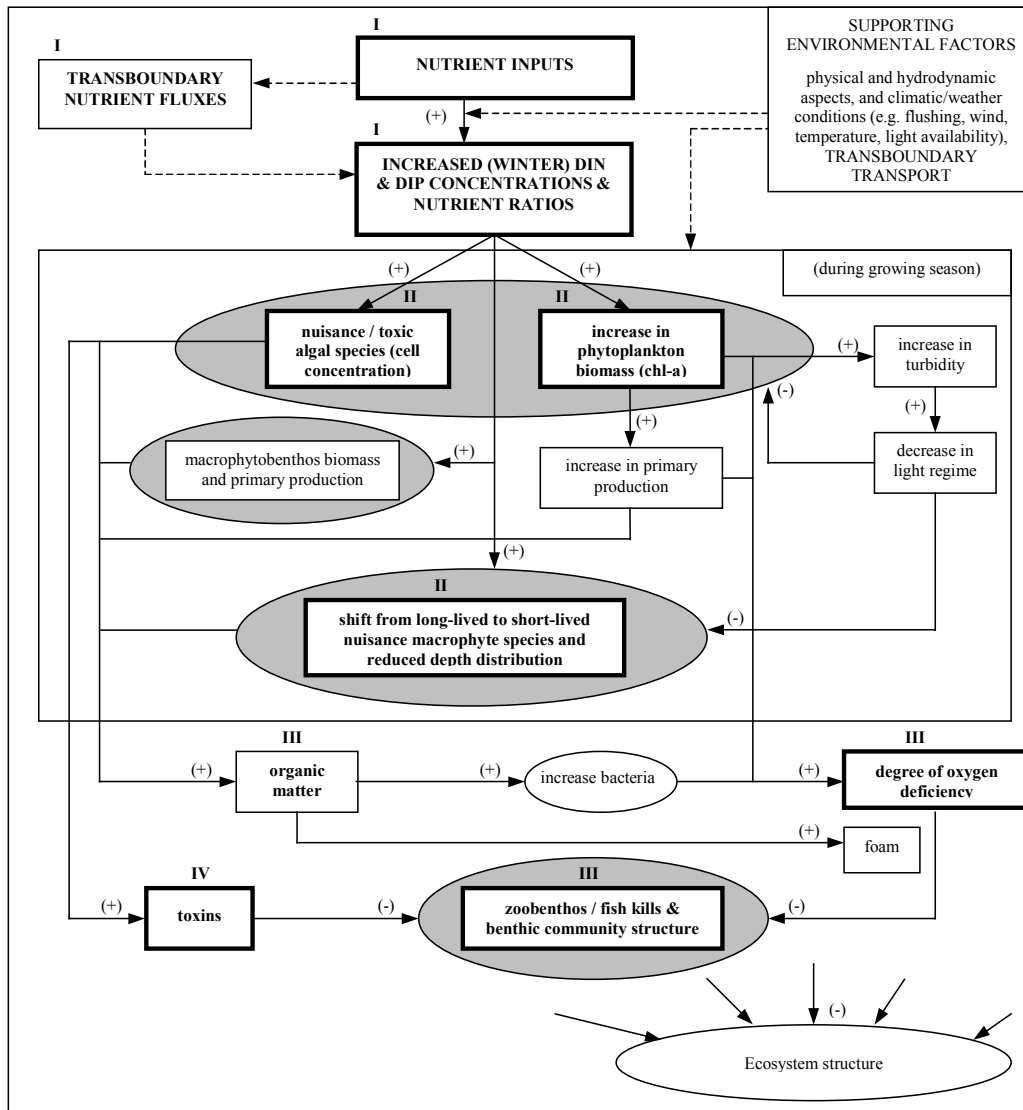 I
TRANSBOUNDARY
NUTRIENT FLUXES
I
NUTRIENT INPUTS
(+)
SUPPORTING
ENVIRONMENTAL FACTORS
physical and hydrodynamic
aspects, and climatic/weather
conditions (e.g. flushing, wind,
temperature, light availability),
TRANSBOUNDARY
TRANSPORT
I
INCREASED (WINTER) DIN
& DIP CONCENTRATIONS &
NUTRIENT RATIOS
(during growing season)
(+)
(+)
II
nuisance / toxic
algal species (cell
concentration)
II
increase in
phytoplankton
biomass (chl-a)
(+)
increase in
turbidity
(-)
(+)
(+)
macrophytobenthos biomass
and primary production
(+)
increase in primary
production
decrease in
light regime
(+)
II
shift from long-lived to short-lived
nuisance macrophyte species and
reduced depth distribution
(-)
III
(+)
organic
matter
(+)
increase bacteria
(+)
III
degree of oxygen
deficiency
(+)
foam
IV
(+)
toxins
(-)
III
zoobenthos / fish kills &
benthic community structure
(-)
(-)
Ecosystem structure